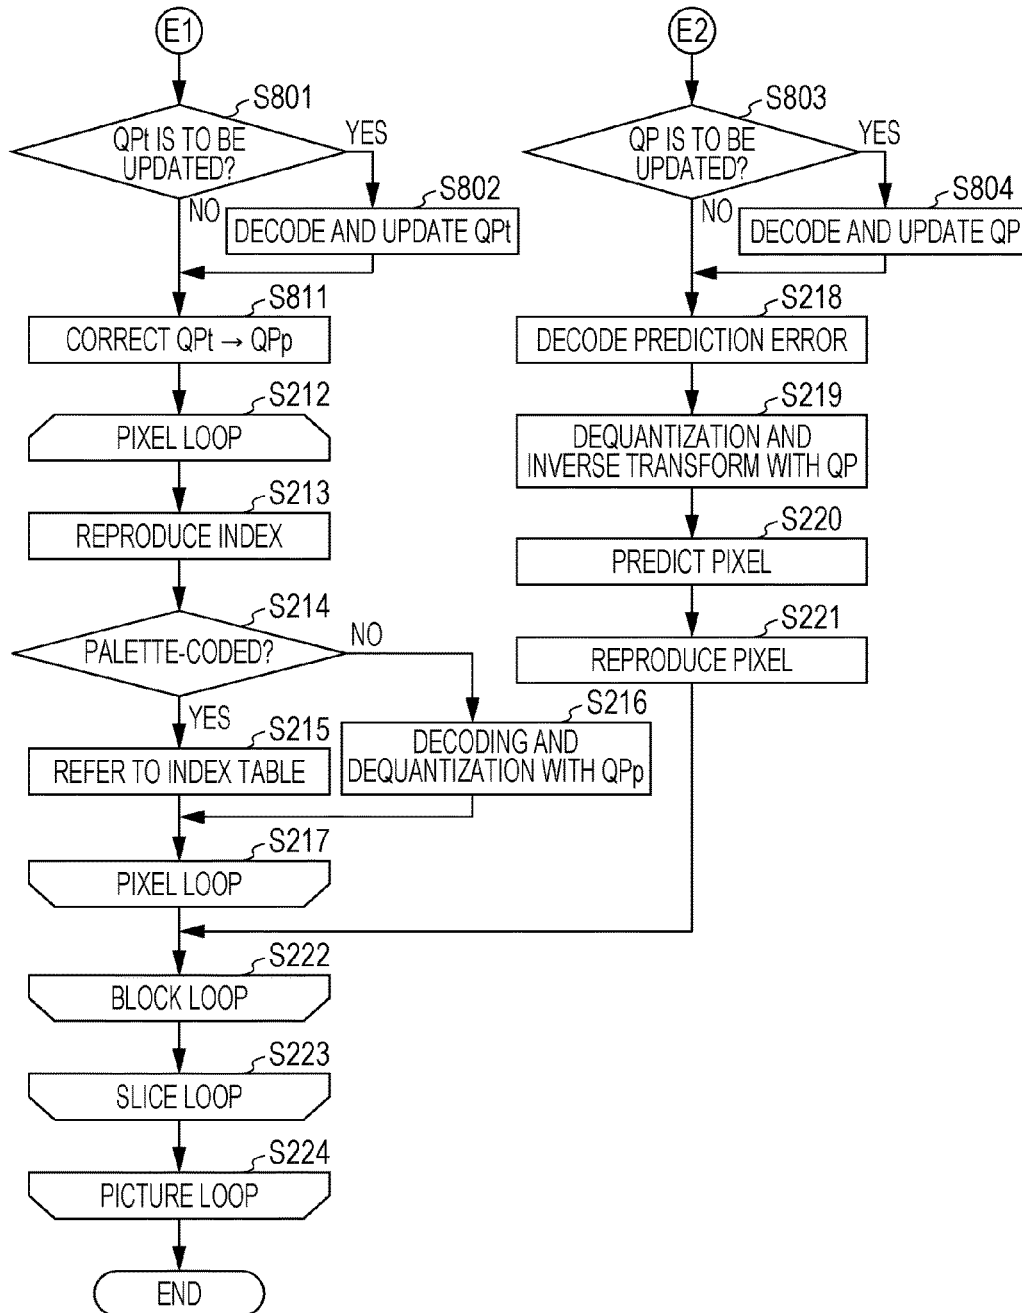 E1
S801
QPt IS TO BE
UPDATED?
YES
NO
S802
DECODE AND UPDATE QPt
S811
CORRECT QPt → QPp
S212
PIXEL LOOP
S213
REPRODUCE INDEX
S214
PALETTE-CODED?
NO
YES
S215
REFER TO INDEX TABLE
S216
DECODING AND
DEQUANTIZATION WITH QPp
S217
PIXEL LOOP
E2
S803
QP IS TO BE
UPDATED?
YES
NO
S804
DECODE AND UPDATE QP
S218
DECODE PREDICTION ERROR
S219
DEQUANTIZATION AND
INVERSE TRANSFORM WITH QP
S220
PREDICT PIXEL
S221
REPRODUCE PIXEL
S222
BLOCK LOOP
S223
SLICE LOOP
S224
PICTURE LOOP
END